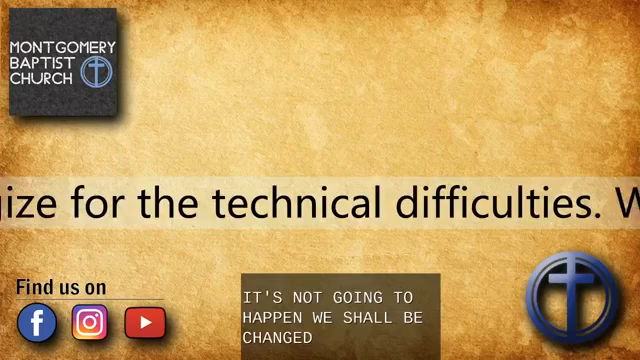 MONTGOMERY
BAPTIST
CHURCH
for the technical difficulties.
Find us on
IT'S NOT GOING TO
HAPPEN WE SHALL BE
CHANGED